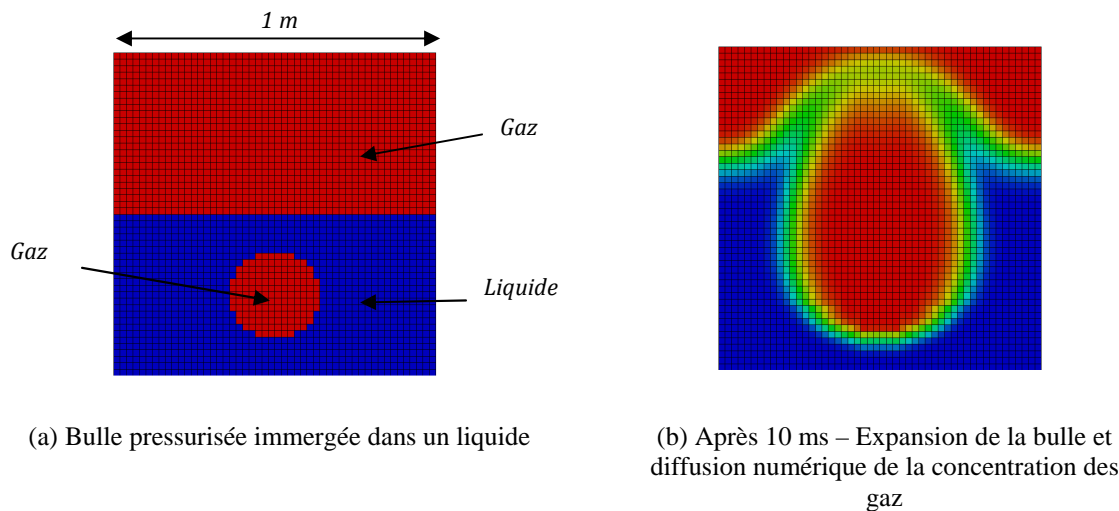 1 m
Gaz
Gaz
Liquide
(a) Bulle pressurisée immergée dans un liquide
(b) Après 10 ms – Expansion de la bulle et
diffusion numérique de la concentration des
gaz